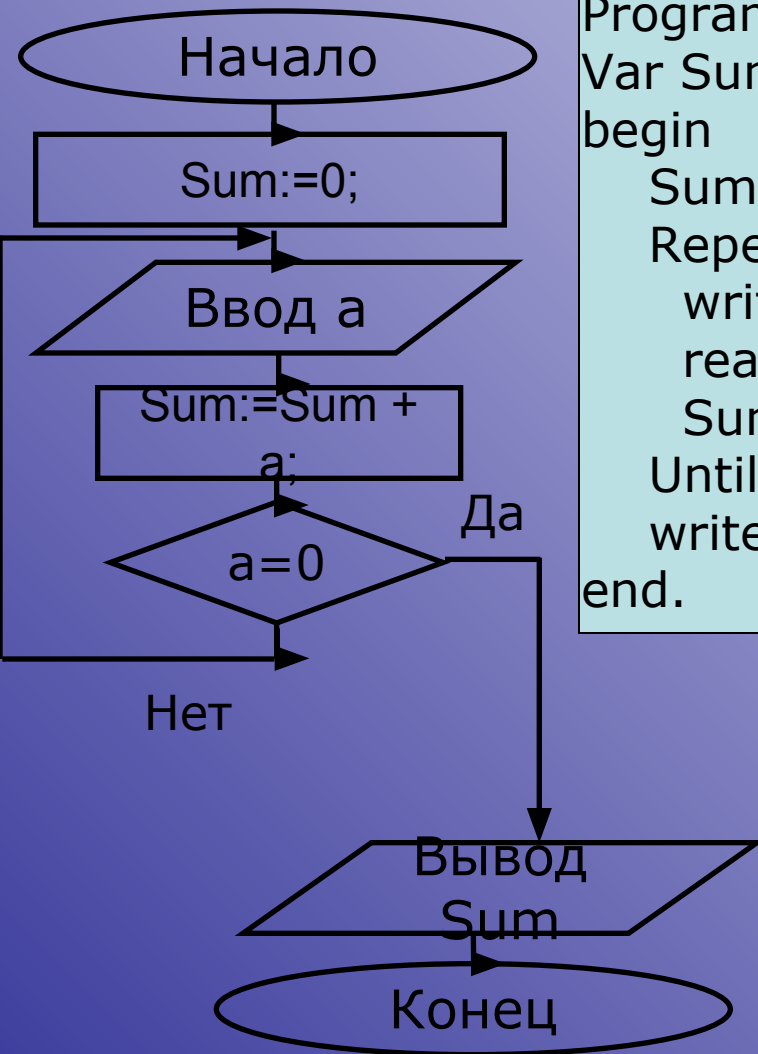 Начало
Sum:=0;
Ввод a
Sum:=Sum +
a;
a=0
Да
Нет
Вывод
Sum
Конец
Program
Var Sum
begin
Sum
Repe
wri
rea
Sum
Until
write
end.